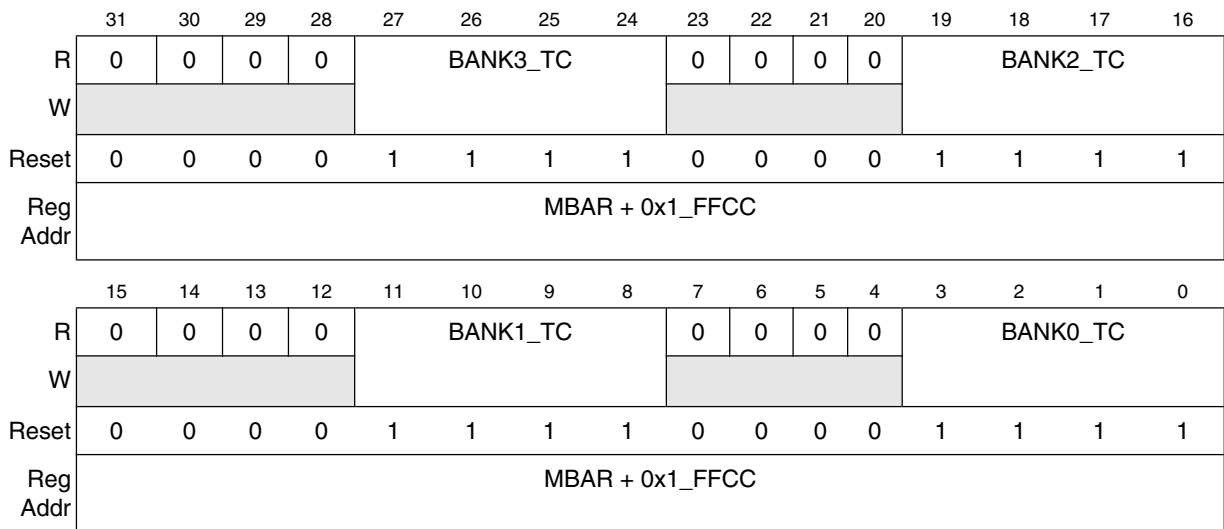 31 30 29 28 27 26 25 24 23 22 21 20 19 18 17 16
R 0 0 0 0 BANK3_TC 0 0 0 0 BANK2_TC
W
Reset 0 0 0 0 1 1 1 1 0 0 0 0 1 1 1 1
Reg MBAR + 0x1_FFCC
Addr
15 14 13 12 11 10 9 8 7 6 5 4 3 2 1 0
R 0 0 0 0 BANK1_TC 0 0 0 0 BANK0_TC
W
Reset 0 0 0 0 1 1 1 1 0 0 0 0 1 1 1 1
Reg MBAR + 0x1_FFCC
Addr